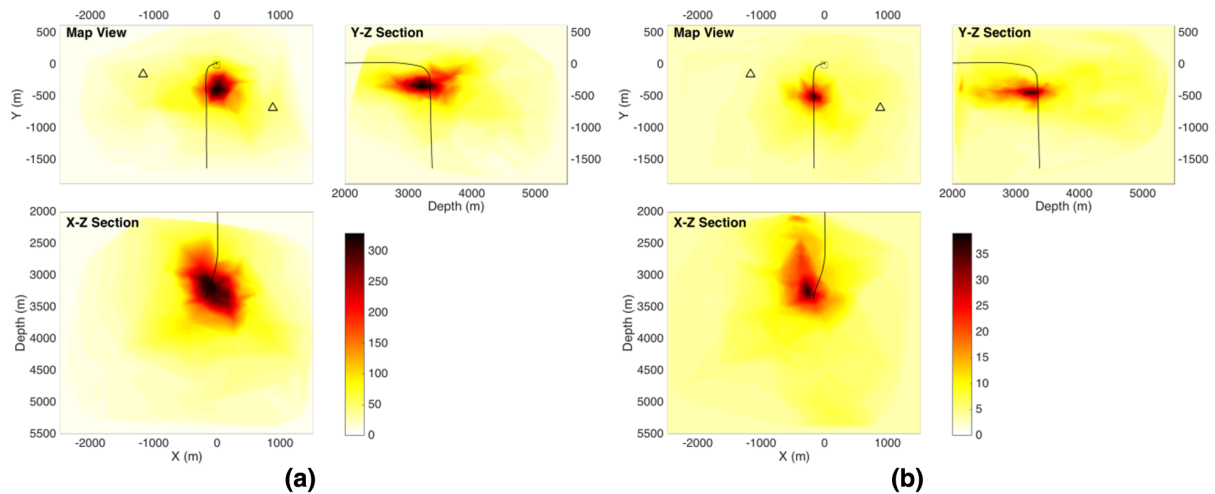 -2000 -1000 0 1000
-2000 -1000 0 1000
500 Map View Y-Z Section 500
500 Map View Y-Z Section 500
0 0
0 0
Y (m) -500 -500
Y (m) -500 -500
-1000 -1000
-1000 -1000
-1500 -1500
-1500 -1500
2000 3000 4000 5000
2000 3000 4000 5000
Depth (m)
Depth (m)
2000 X-Z Section
2000 X-Z Section
2500
3000
3500
4000
4500
5000
5500
Depth (m)
300
250
200
150
100
50
0
2500
3000
3500
4000
4500
5000
5500
Depth (m)
35
30
25
20
15
10
5
0
-2000 -1000 0 1000
X (m)
-2000 -1000 0 1000
X (m)
(a)
(b)